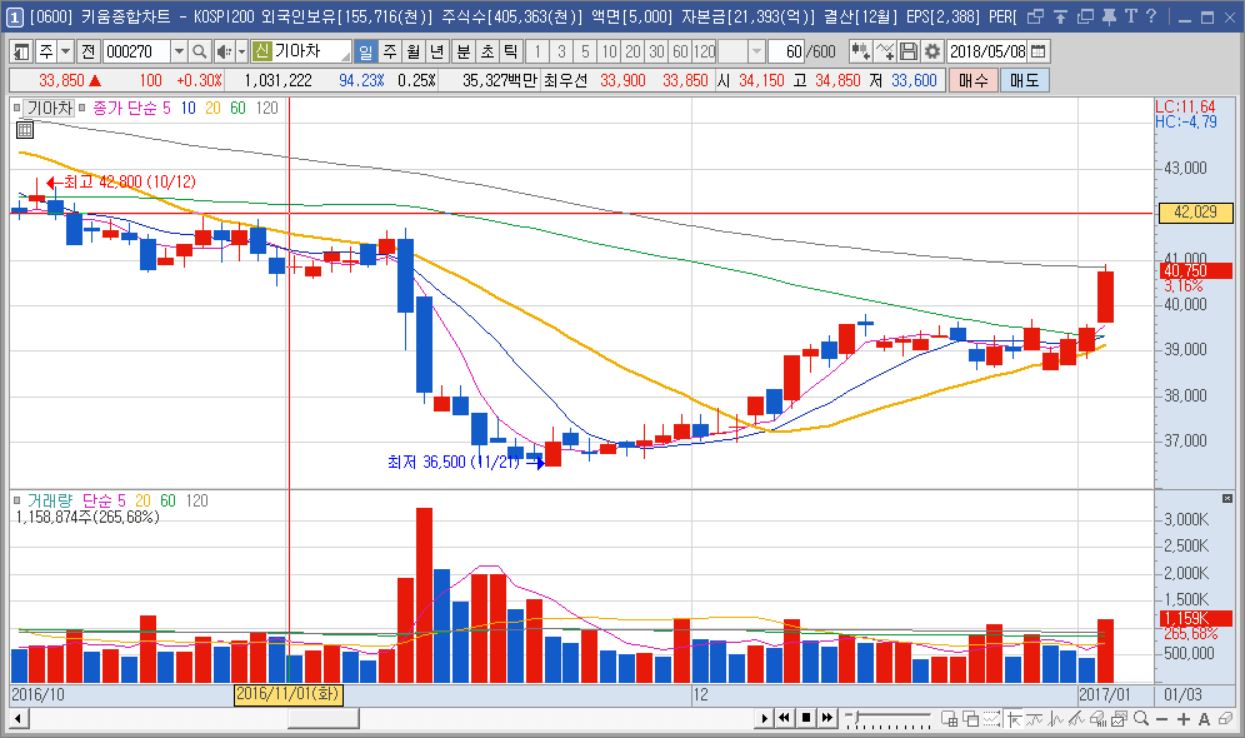 1 [0600] 키움종합차트 - KOSPI200 외국인보유[155,716(천)] 주식수[405,363(천)] 액면[5,000] 자본금[21,393(억)] 결산[12월] EPS[2,388] PER[
주 전 000270 신 기아차 일 주 월 년 분 초 틱 1 3 5 10 20 30 60 120 60 /600 2018/05/08
33,850 ▲ 100 +0.30% 1,031,222 94.23% 0.25% 35,327백만 최우선 33,900 33,850 시 34,150 고 34,850 저 33,600 매수 매도
기아차 종가 단순 5 10 20 60 120
LC:11.64
HC:-4.79
43,000
최고 42,800 (10/12)
42,029
41,000
40,750
3.16%
40,000
39,000
38,000
37,000
최저 36,500 (11/21)
거래량 단순 5 20 60 120
1,158,874주(265.68%)
3,000K
2,500K
2,000K
1,500K
1,159K
265.68%
500,000
2016/10 2016/11/01(화) 12 2017/01 01/03